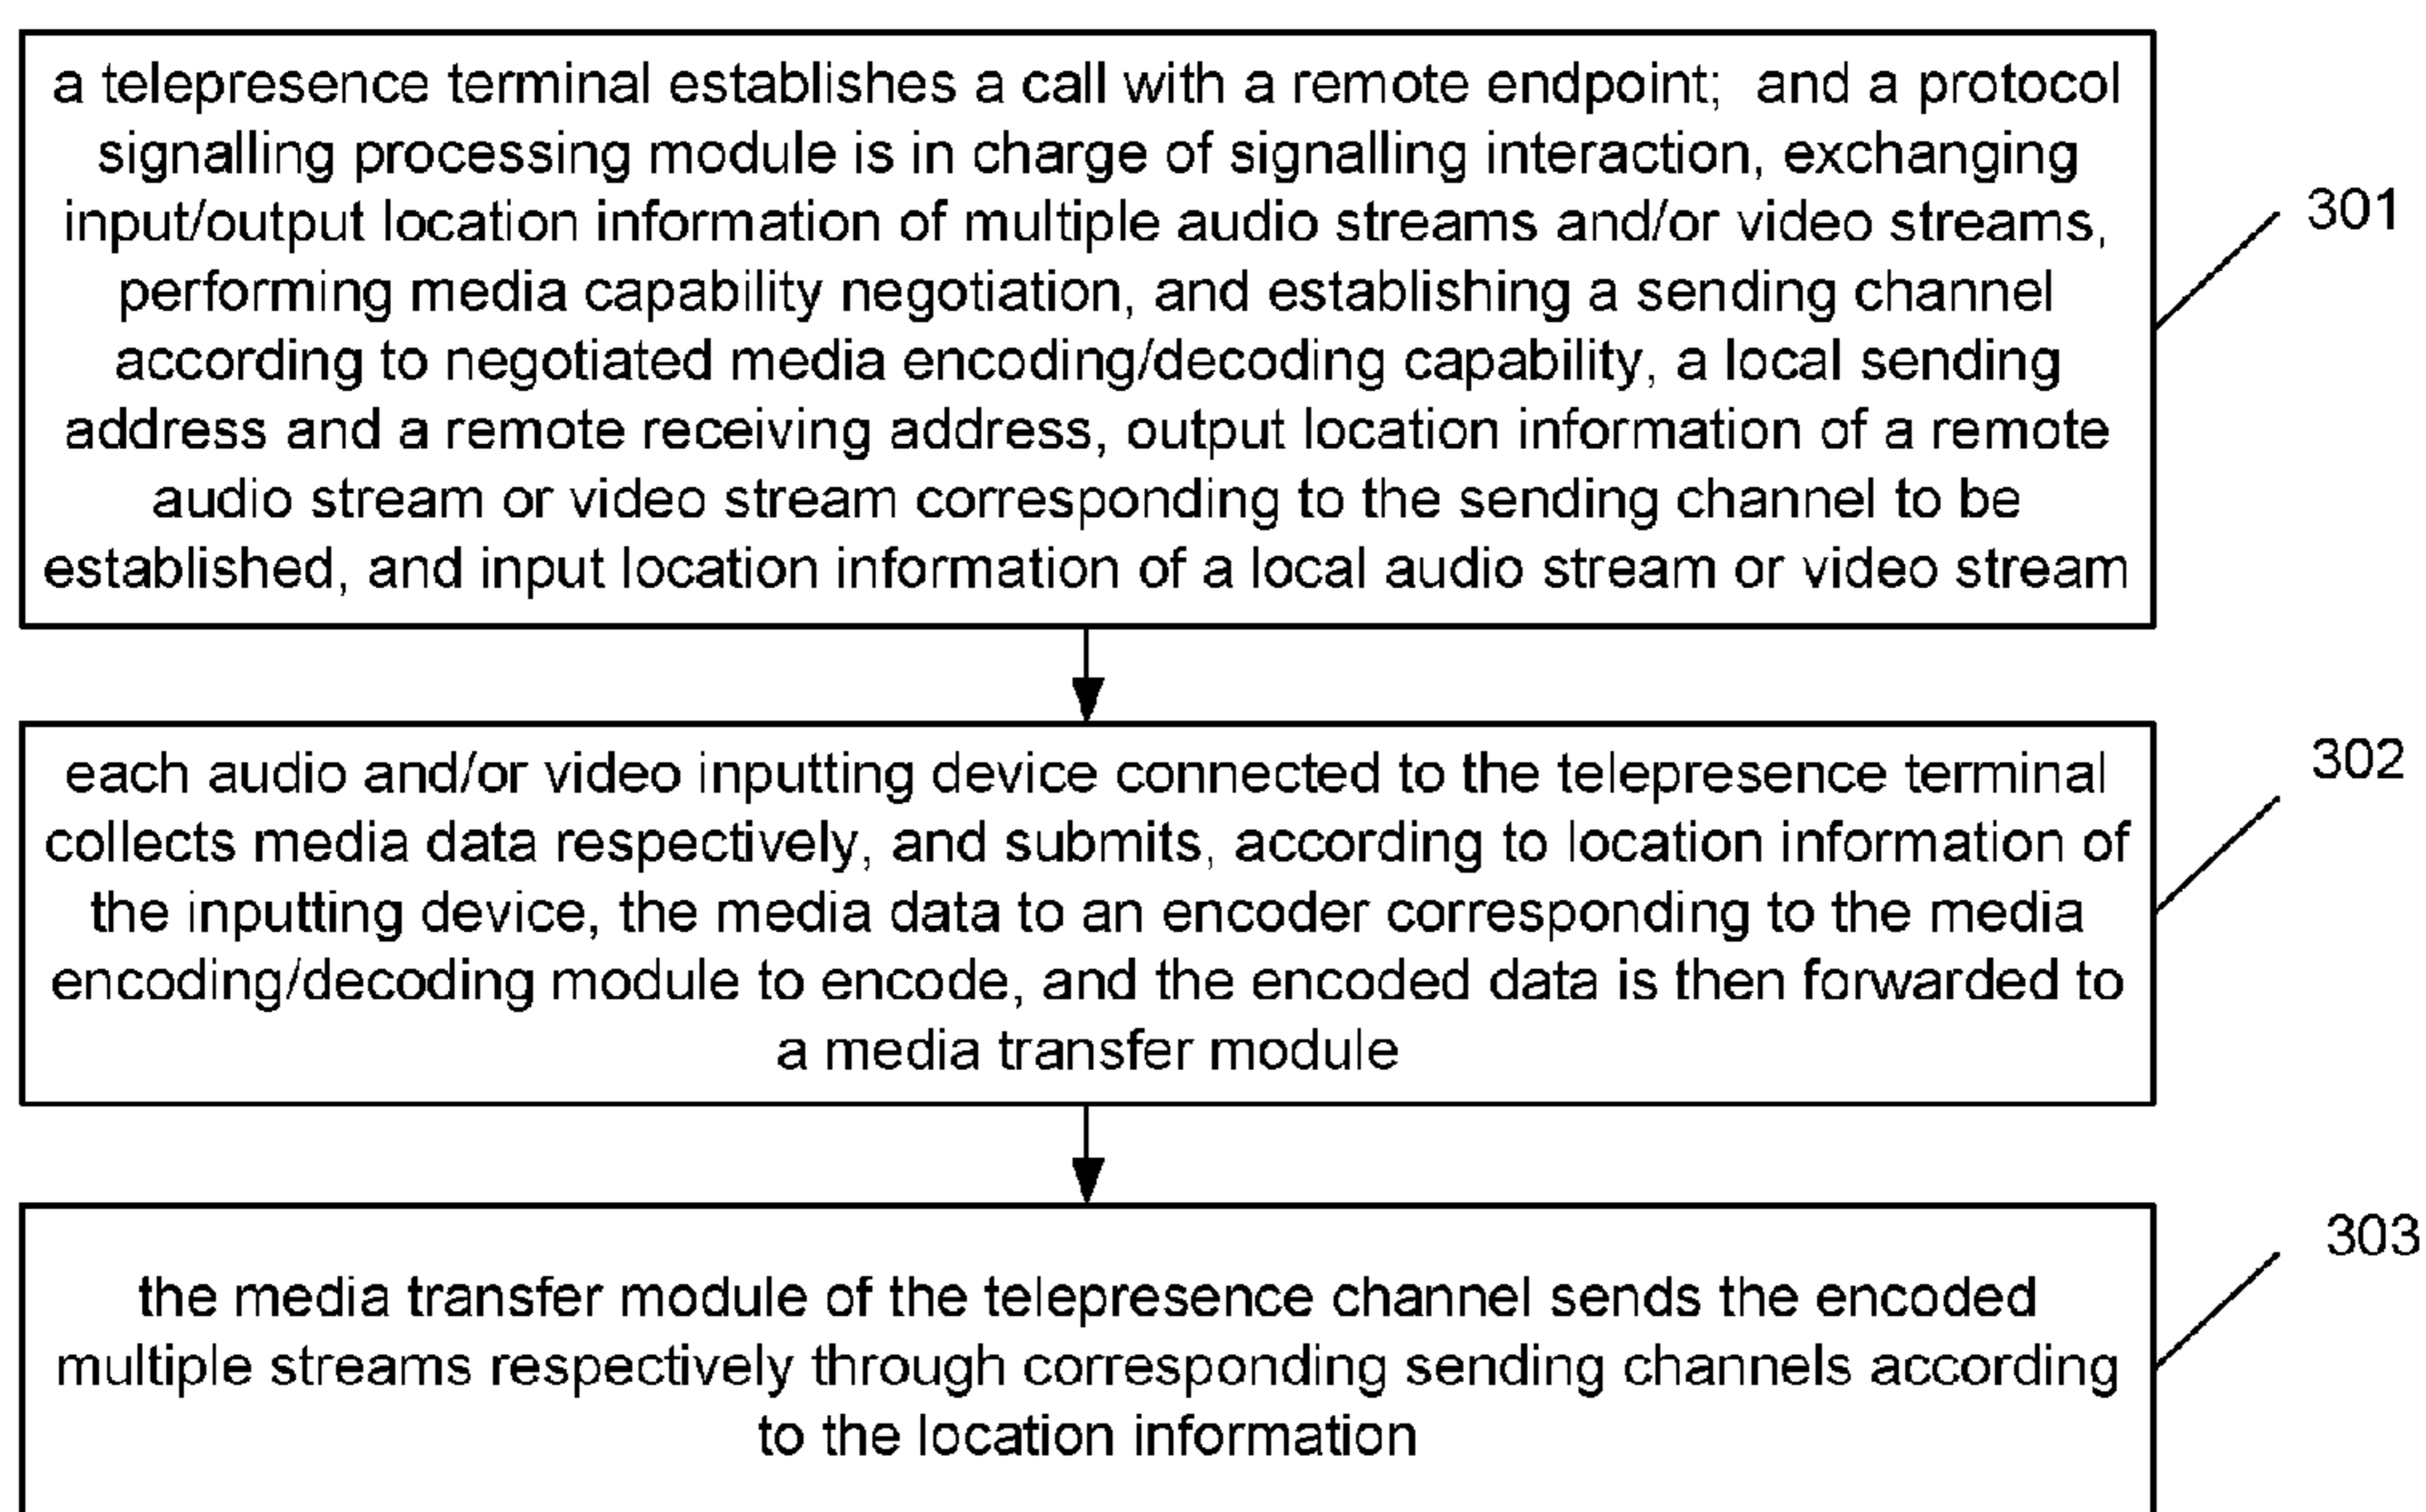 a telepresence terminal establishes a call with a remote endpoint;  and a protocol
signalling processing module is in charge of signalling interaction, exchanging
input/output location information of multiple audio streams and/or video streams,
performing media capability negotiation, and establishing a sending channel
according to negotiated media encoding/decoding capability, a local sending
address and a remote receiving address, output location information of a remote
audio stream or video stream corresponding to the sending channel to be
established, and input location information of a local audio stream or video stream
301
each audio and/or video inputting device connected to the telepresence terminal
collects media data respectively, and submits, according to location information of
the inputting device, the media data to an encoder corresponding to the media
encoding/decoding module to encode, and the encoded data is then forwarded to
a media transfer module
302
the media transfer module of the telepresence channel sends the encoded
multiple streams respectively through corresponding sending channels according
to the location information
303